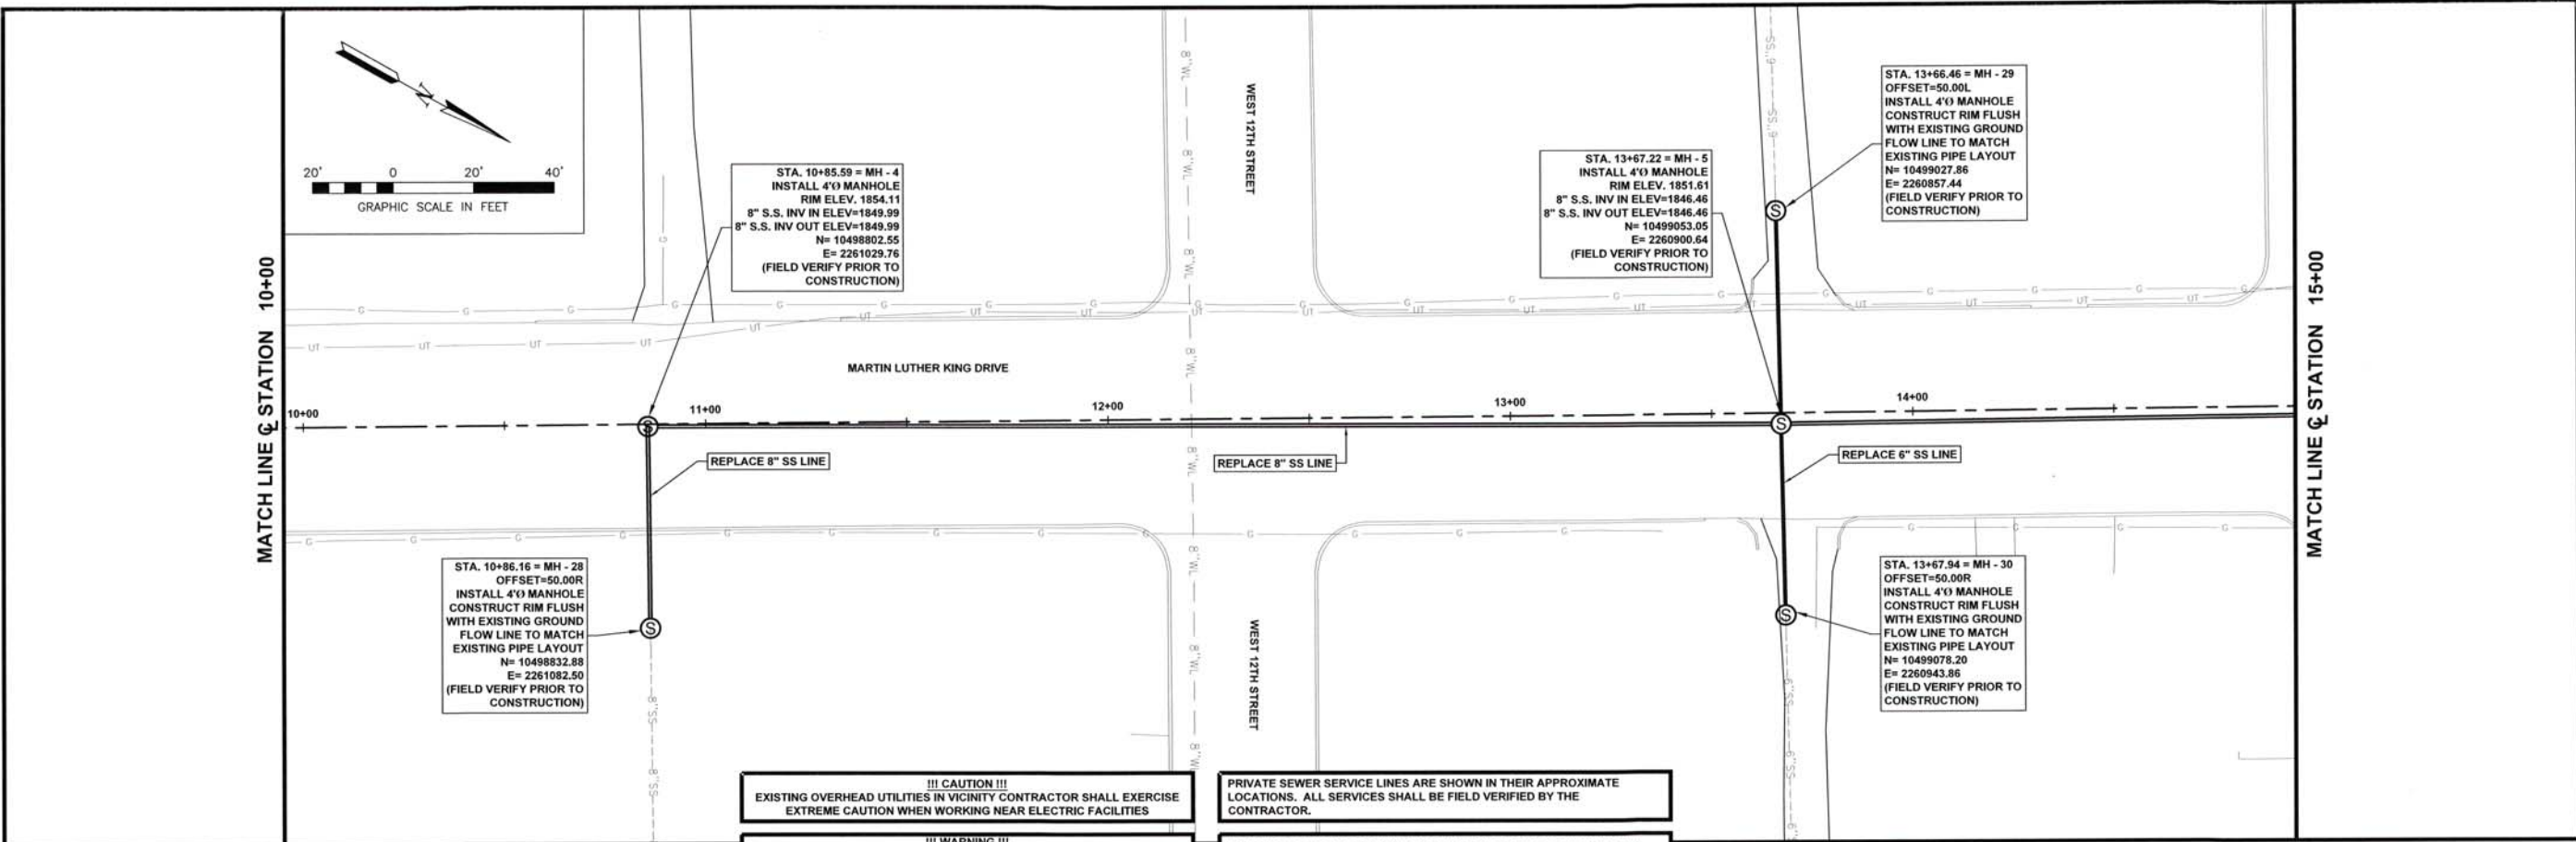 N
20' 0 20' 40'
GRAPHIC SCALE IN FEET
MATCH LINE ℄ STATION 10+00
MATCH LINE ℄ STATION 15+00
STA. 10+85.59 = MH - 4
INSTALL 4'Ø MANHOLE
RIM ELEV. 1854.11
8" S.S. INV IN ELEV=1849.99
8" S.S. INV OUT ELEV=1849.99
N= 10498802.55
E= 2261029.76
(FIELD VERIFY PRIOR TO
CONSTRUCTION)
WEST 12TH STREET
STA. 13+67.22 = MH - 5
INSTALL 4'Ø MANHOLE
RIM ELEV. 1851.61
8" S.S. INV IN ELEV=1846.46
8" S.S. INV OUT ELEV=1846.46
N= 10499053.05
E= 2260900.64
(FIELD VERIFY PRIOR TO
CONSTRUCTION)
STA. 13+66.46 = MH - 29
OFFSET=50.00L
INSTALL 4'Ø MANHOLE
CONSTRUCT RIM FLUSH
WITH EXISTING GROUND
FLOW LINE TO MATCH
EXISTING PIPE LAYOUT
N= 10499027.86
E= 2260857.44
(FIELD VERIFY PRIOR TO
CONSTRUCTION)
MARTIN LUTHER KING DRIVE
10+00
11+00
12+00
13+00
14+00
REPLACE 8" SS LINE
REPLACE 8" SS LINE
REPLACE 6" SS LINE
STA. 10+86.16 = MH - 28
OFFSET=50.00R
INSTALL 4'Ø MANHOLE
CONSTRUCT RIM FLUSH
WITH EXISTING GROUND
FLOW LINE TO MATCH
EXISTING PIPE LAYOUT
N= 10498832.88
E= 2261082.50
(FIELD VERIFY PRIOR TO
CONSTRUCTION)
WEST 12TH STREET
STA. 13+67.94 = MH - 30
OFFSET=50.00R
INSTALL 4'Ø MANHOLE
CONSTRUCT RIM FLUSH
WITH EXISTING GROUND
FLOW LINE TO MATCH
EXISTING PIPE LAYOUT
N= 10499078.20
E= 2260943.86
(FIELD VERIFY PRIOR TO
CONSTRUCTION)
8"WL
8"SS
6"SS
G
UT
S
!!! CAUTION !!!
EXISTING OVERHEAD UTILITIES IN VICINITY CONTRACTOR SHALL EXERCISE
EXTREME CAUTION WHEN WORKING NEAR ELECTRIC FACILITIES
PRIVATE SEWER SERVICE LINES ARE SHOWN IN THEIR APPROXIMATE
LOCATIONS. ALL SERVICES SHALL BE FIELD VERIFIED BY THE
CONTRACTOR.
!!! WARNING !!!